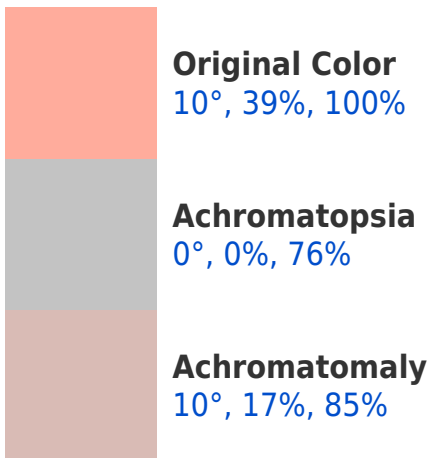 Original Color
10°, 39%, 100%
Achromatopsia
0°, 0%, 76%
Achromatomaly
10°, 17%, 85%